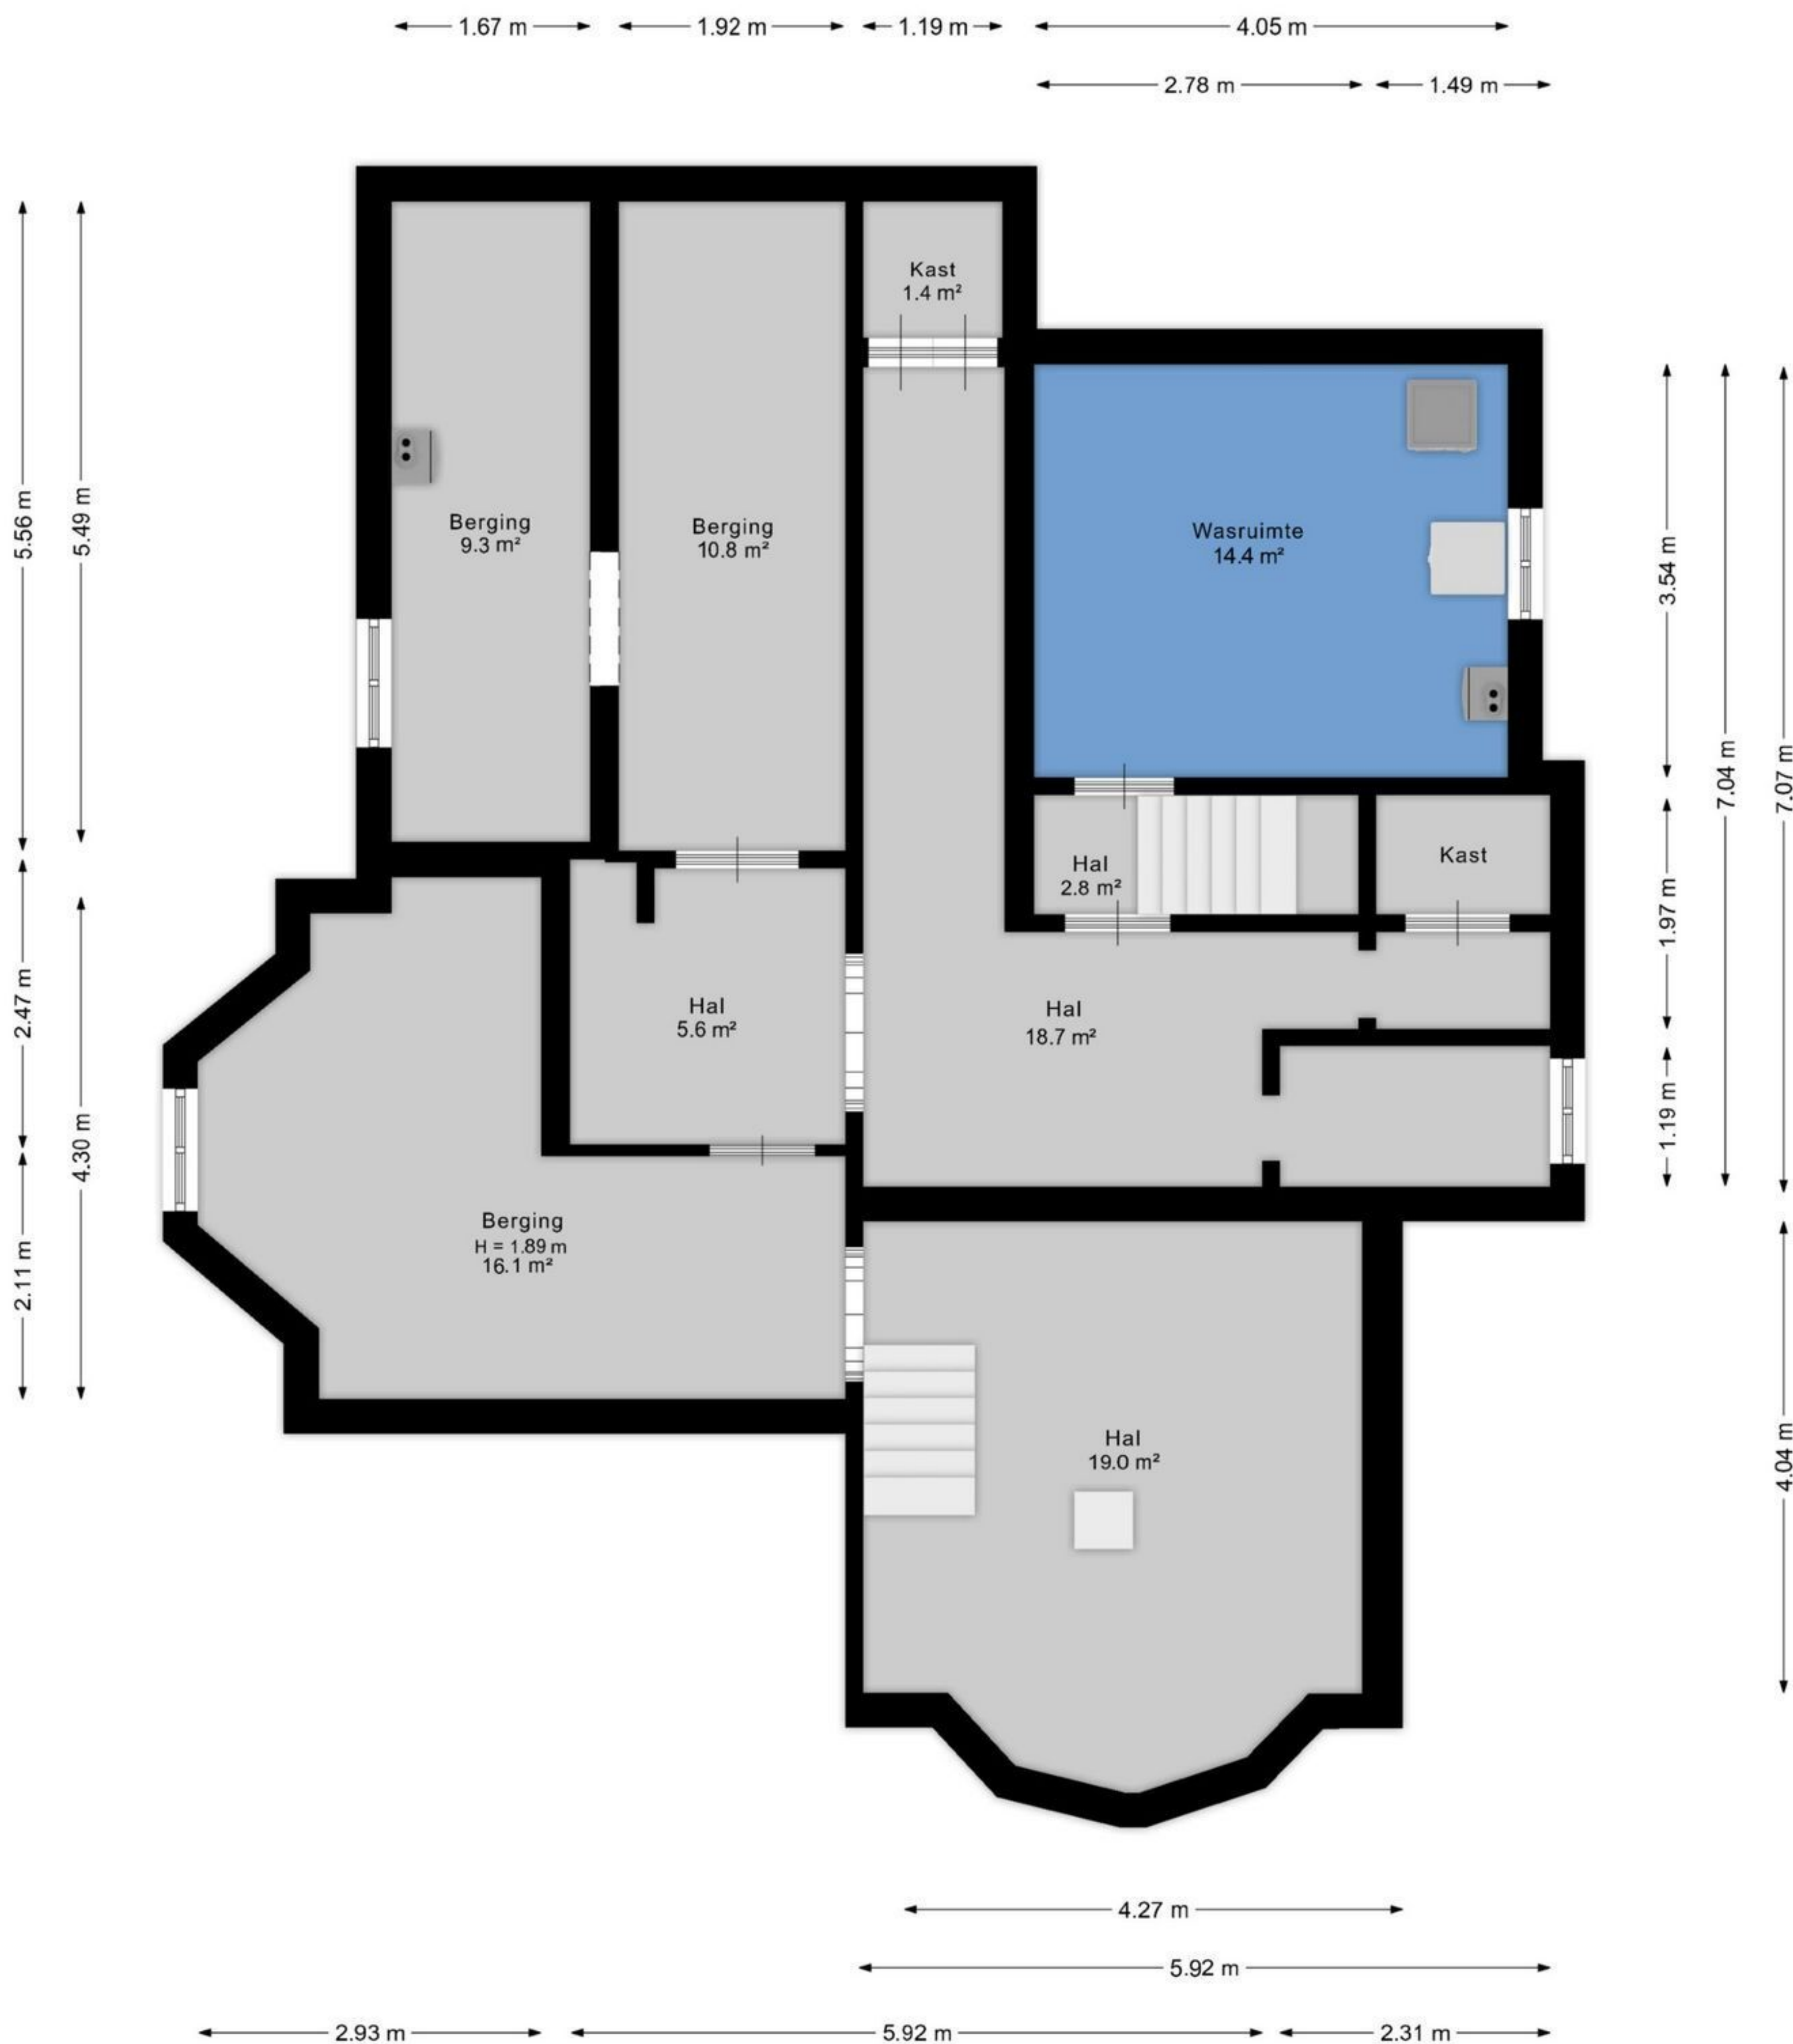 1.67 m
1.92 m
1.19 m
4.05 m
2.78 m
1.49 m
Kast
1.4 m²
Berging
9.3 m²
Berging
10.8 m²
Wasruimte
14.4 m²
5.56 m
5.49 m
3.54 m
7.04 m
7.07 m
Hal
2.8 m²
Kast
1.97 m
Hal
5.6 m²
Hal
18.7 m²
2.47 m
4.30 m
1.19 m
Berging
H = 1.89 m
16.1 m²
2.11 m
Hal
19.0 m²
4.04 m
4.27 m
5.92 m
2.93 m
5.92 m
2.31 m